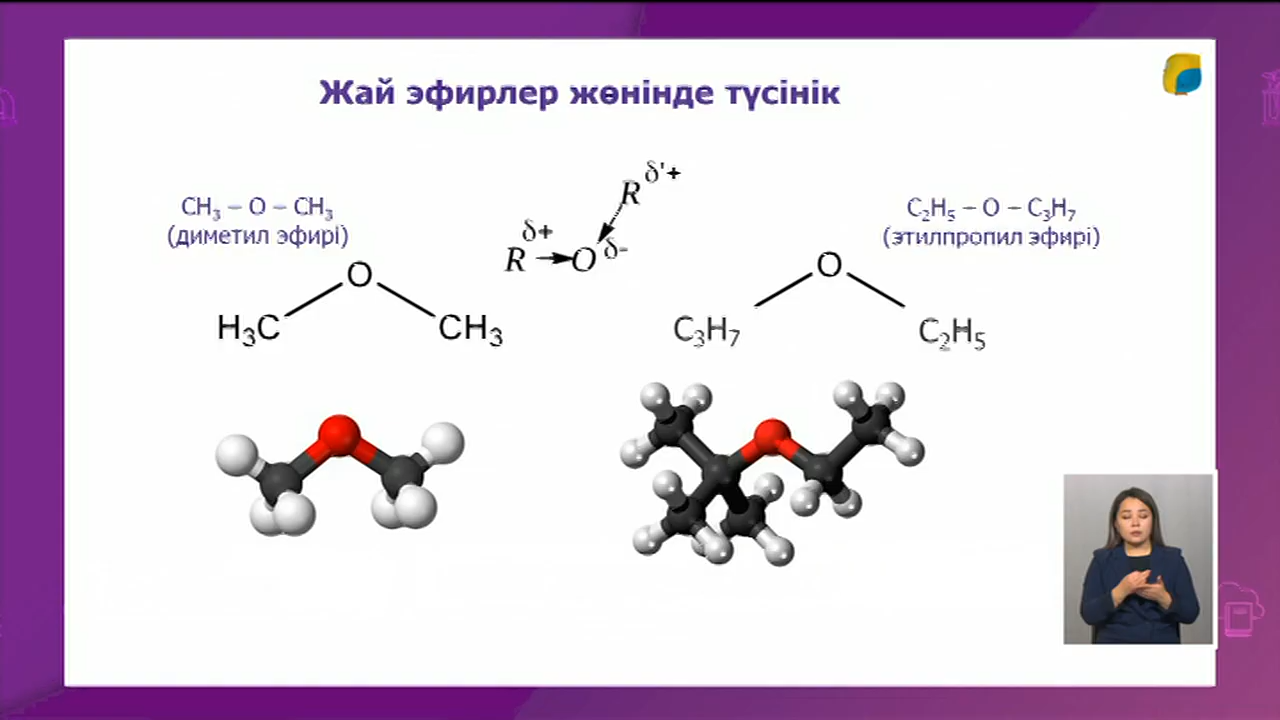 Жай эфирлер жөнінде түсінік
CH₃ – O – CH₃
(диметил эфирі)
O
H₃C
CH₃
R δ'+
δ+
R
O δ-
C₂H₅ – O – C₃H₇
(этилпропил эфирі)
O
C₃H₇
C₂H₅